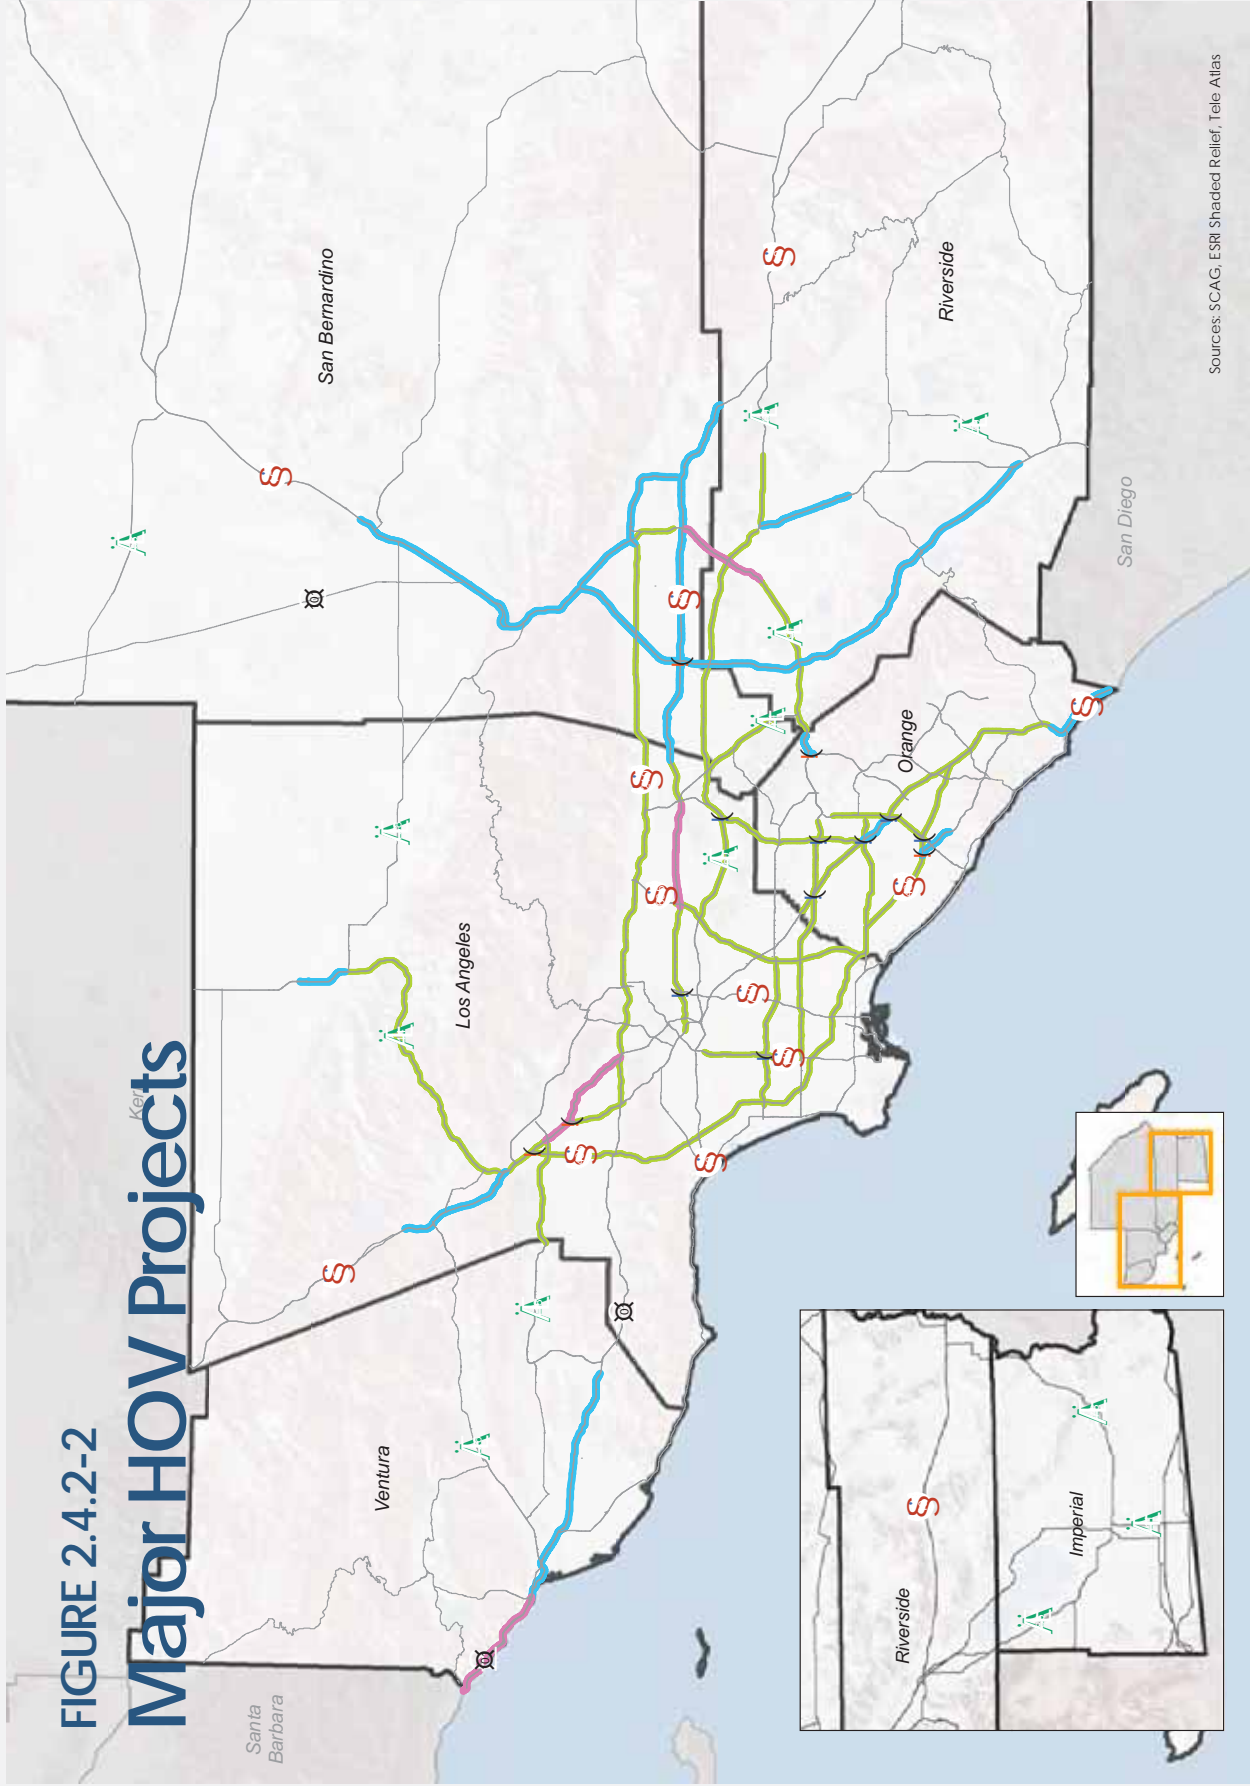 FIGURE 2.4.2-2
Major HOV Projects
Kern
Santa
Barbara
Ventura
Los Angeles
San Bernardino
Orange
Riverside
San Diego
Riverside
Imperial
Sources: SCAG, ESRI Shaded Relief, Tele Atlas